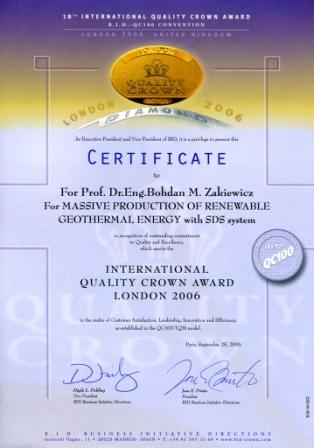 18TH INTERNATIONAL QUALITY CROWN AWARD
B.I.D.-QC100 CONVENTION
LONDON 2006, UNITED KINGDOM
QUALITY
CROWN
LONDON DIAMOND 2006
As Executive President and Vice President of BID, it is a privilege to present this
CERTIFICATE
to
For Prof. Dr.Eng.Bohdan M. Zakiewicz
For MASSIVE PRODUCTION OF RENEWABLE
GEOTHERMAL ENERGY with SDS system
in recognition of outstanding commitment
to Quality and Excellence,
which merits the
INTERNATIONAL
QUALITY CROWN AWARD
LONDON 2006
QC100
in the realm of Customer Satisfaction, Leadership, Innovation and Efficiency
as established in the QC100 TQM model.
Paris, September 25, 2006
Vice President
BID Business Initiative Directions
Jose E. Prieto
President
BID Business Initiative Directions
B.I.D. BUSINESS INITIATIVE DIRECTIONS